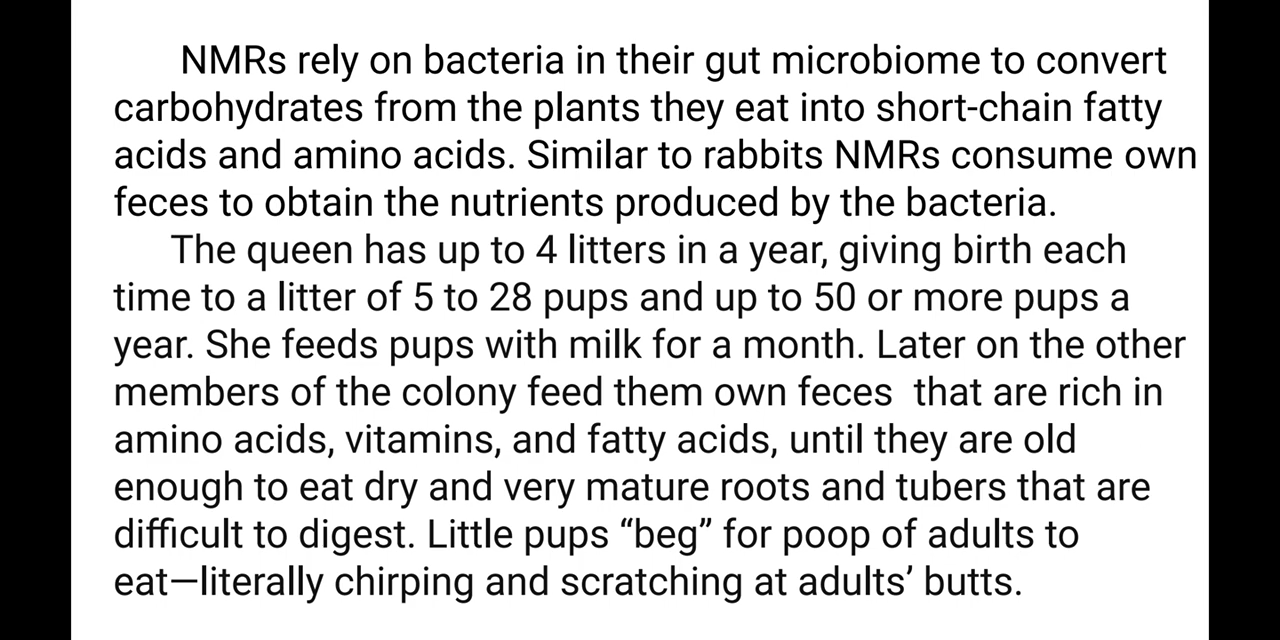 NMRs rely on bacteria in their gut microbiome to convert
carbohydrates from the plants they eat into short-chain fatty
acids and amino acids. Similar to rabbits NMRs consume own
feces to obtain the nutrients produced by the bacteria.
The queen has up to 4 litters in a year, giving birth each
time to a litter of 5 to 28 pups and up to 50 or more pups a
year. She feeds pups with milk for a month. Later on the other
members of the colony feed them own feces  that are rich in
amino acids, vitamins, and fatty acids, until they are old
enough to eat dry and very mature roots and tubers that are
difficult to digest. Little pups “beg” for poop of adults to
eat—literally chirping and scratching at adults’ butts.